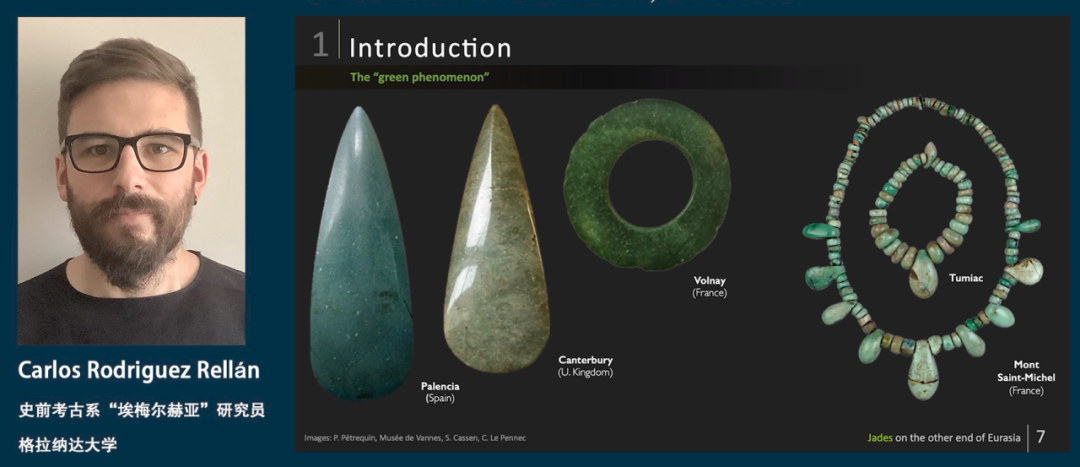 Carlos Rodriguez Rellán
史前考古系“埃梅尔赫亚”研究员
格拉纳达大学
1 Introduction
The “green phenomenon”
Palencia
(Spain)
Canterbury
(U. Kingdom)
Volnay
(France)
Tumiac
Mont
Saint-Michel
(France)
Images: P. Pétrequin, Musée de Vannes, S. Cassen, C. Le Pennec
Jades on the other end of Eurasia 7